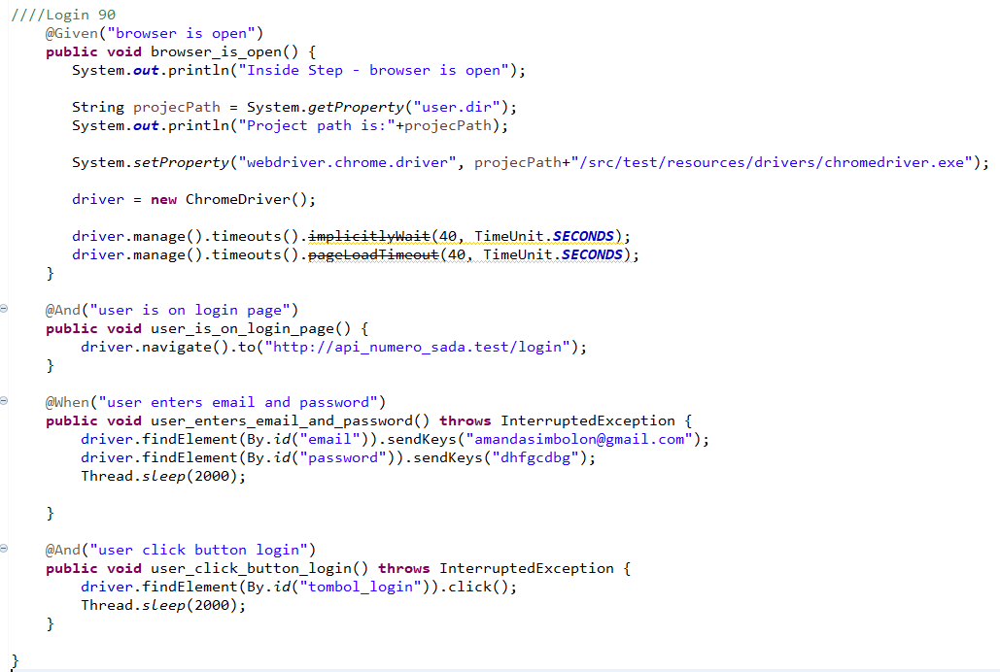 ////Login 90
@Given("browser is open")
public void browser_is_open() {
System.out.println("Inside Step - browser is open");
String projecPath = System.getProperty("user.dir");
System.out.println("Project path is:"+projecPath);
System.setProperty("webdriver.chrome.driver", projecPath+"/src/test/resources/drivers/chromedriver.exe");
driver = new ChromeDriver();
driver.manage().timeouts().implicitlyWait(40, TimeUnit.SECONDS);
driver.manage().timeouts().pageLoadTimeout(40, TimeUnit.SECONDS);
}
@And("user is on login page")
public void user_is_on_login_page() {
driver.navigate().to("http://api_numero_sada.test/login");
}
@When("user enters email and password")
public void user_enters_email_and_password() throws InterruptedException {
driver.findElement(By.id("email")).sendKeys("amandasimbolon@gmail.com");
driver.findElement(By.id("password")).sendKeys("dhfgcdbg");
Thread.sleep(2000);
}
@And("user click button login")
public void user_click_button_login() throws InterruptedException {
driver.findElement(By.id("tombol_login")).click();
Thread.sleep(2000);
}
}